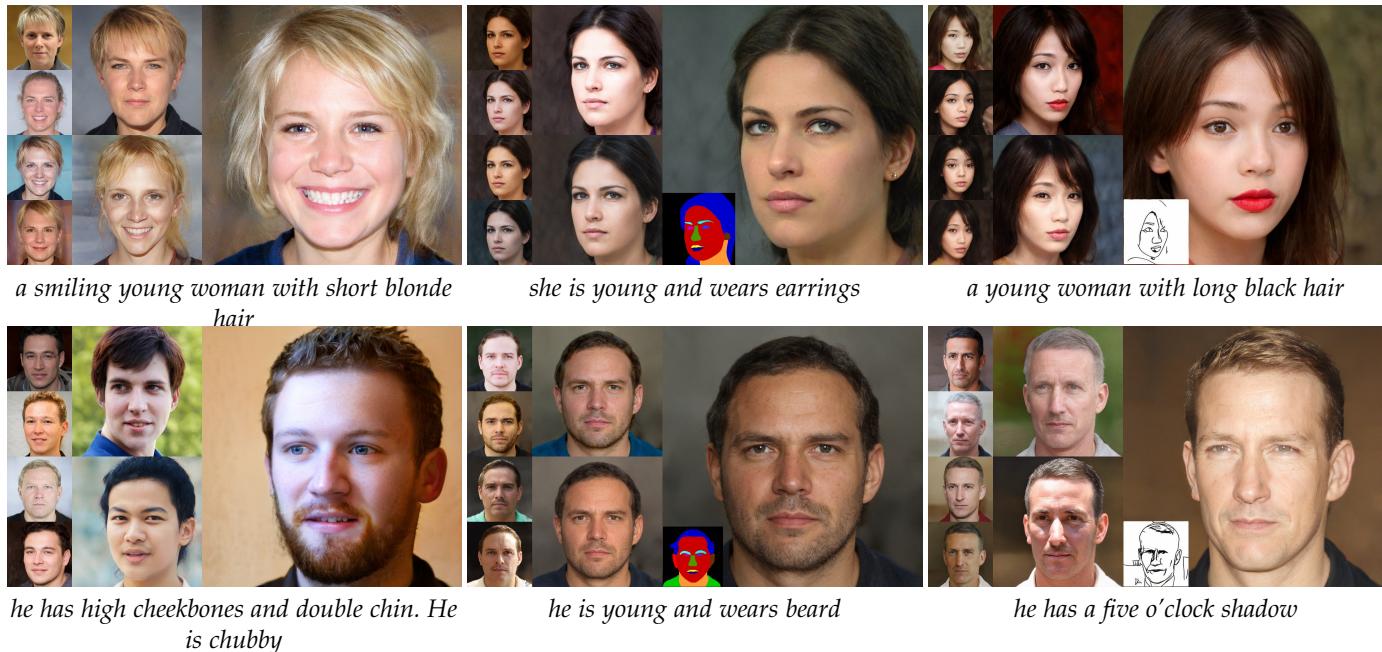 a smiling young woman with short blonde
hair
she is young and wears earrings
a young woman with long black hair
he has high cheekbones and double chin. He
is chubby
he is young and wears beard
he has a five o'clock shadow